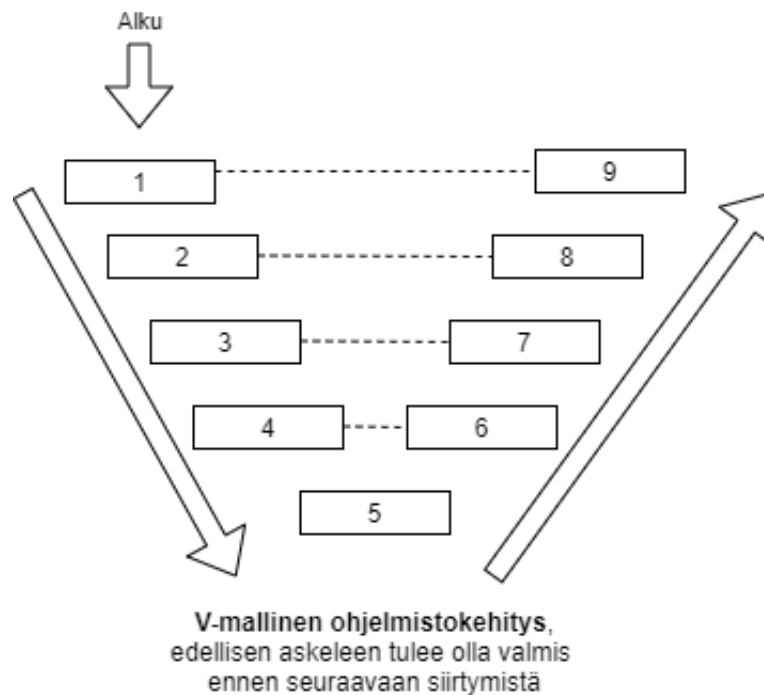 Alku
1
9
2
8
3
7
4
6
5
V-mallinen ohjelmistokehitys,
edellisen askeleen tulee olla valmis
ennen seuraavaan siirtymistä